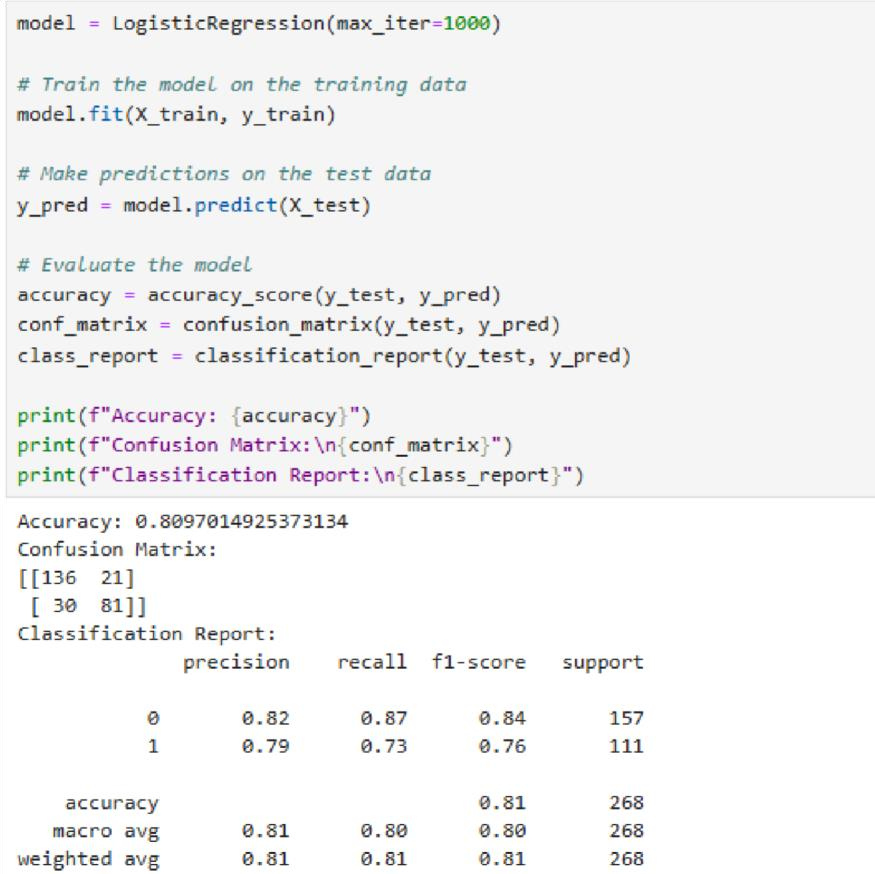 model = LogisticRegression(max_iter=1000)
# Train the model on the training data
model.fit(X_train, y_train)
# Make predictions on the test data
y_pred = model.predict(X_test)
# Evaluate the model
accuracy = accuracy_score(y_test, y_pred)
conf_matrix = confusion_matrix(y_test, y_pred)
class_report = classification_report(y_test, y_pred)
print(f"Accuracy: {accuracy}")
print(f"Confusion Matrix:\n{conf_matrix}")
print(f"Classification Report:\n{class_report}")
Accuracy: 0.8097014925373134
Confusion Matrix:
[[136  21]
 [ 30  81]]
Classification Report:
              precision    recall  f1-score   support
           0       0.82      0.87      0.84       157
           1       0.79      0.73      0.76       111
    accuracy                           0.81       268
   macro avg       0.81      0.80      0.80       268
weighted avg       0.81      0.81      0.81       268